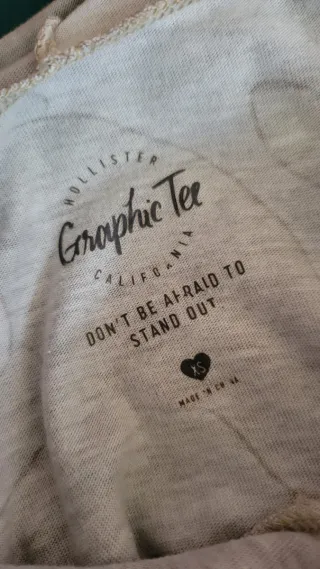 HOLLISTER
Graphic Tee
CALIFORNIA
DON'T BE AFRAID TO
STAND OUT
XS
MADE IN CHINA